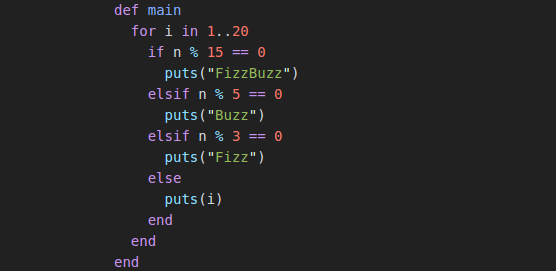 def main
  for i in 1..20
    if n % 15 == 0
      puts("FizzBuzz")
    elsif n % 5 == 0
      puts("Buzz")
    elsif n % 3 == 0
      puts("Fizz")
    else
      puts(i)
    end
  end
end